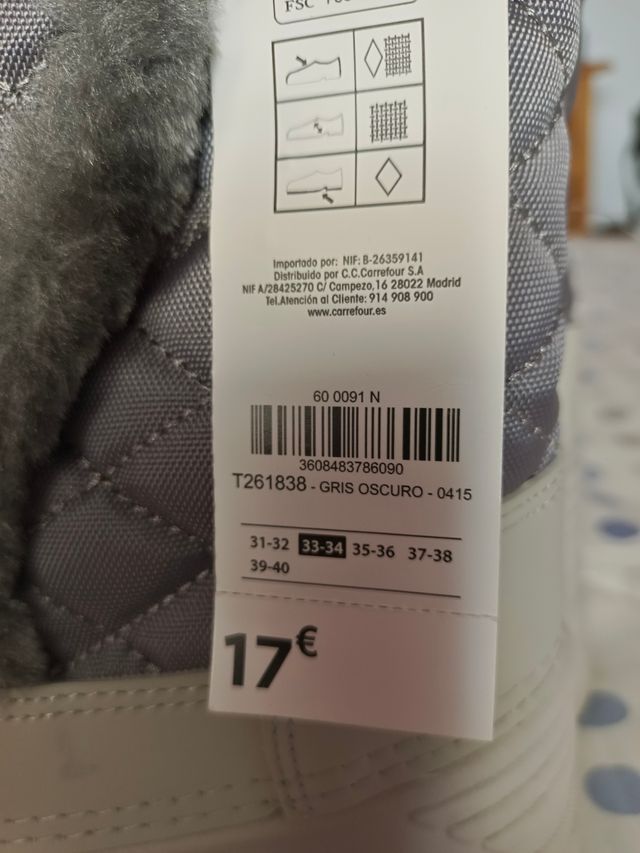 FSC
Importado por: NIF: B-26359141
Distribuido por C.C.Carrefour S.A
NIF A/28425270 C/ Campezo,16 28022 Madrid
Tel.Atención al Cliente: 914 908 900
www.carrefour.es
60 0091 N
3608483786090
T261838 - GRIS OSCURO - 0415
31-32 33-34 35-36 37-38
39-40
17€